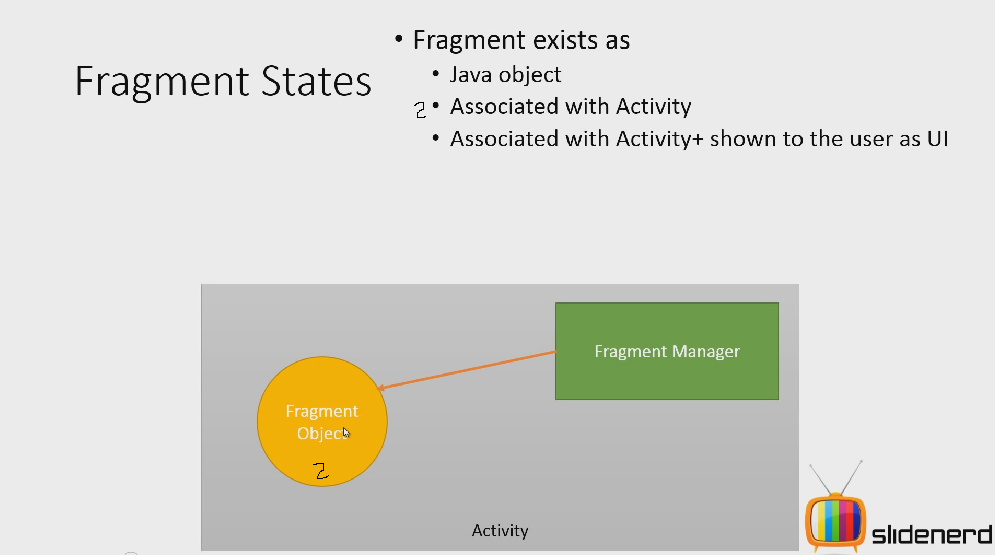 Fragment States
• Fragment exists as
• Java object
2 • Associated with Activity
• Associated with Activity+ shown to the user as UI
Fragment Manager
Fragment
Object
2
Activity
slidenerd